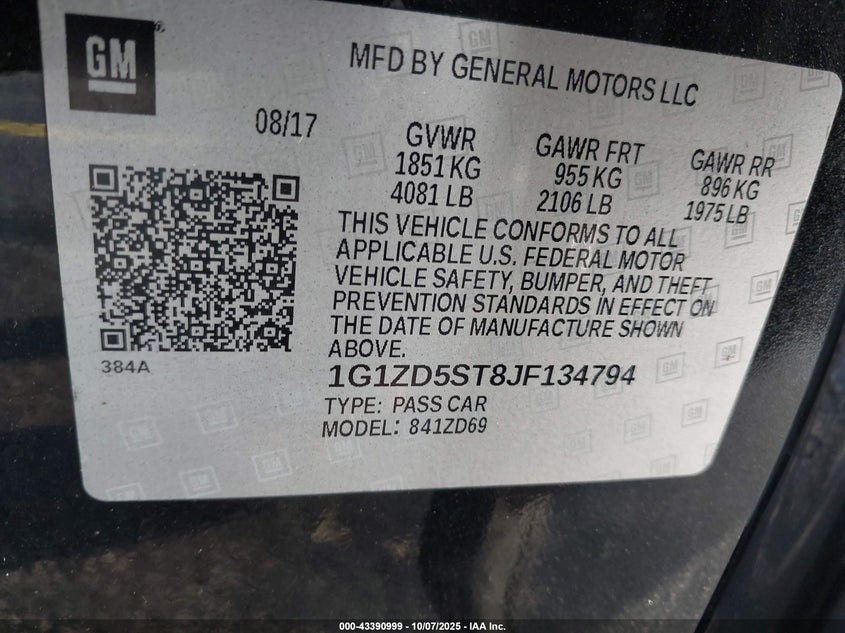 GM
MFD BY GENERAL MOTORS LLC
08/17
GVWR
1851 KG
4081 LB
GAWR FRT
955 KG
2106 LB
GAWR RR
896 KG
1975 LB
THIS VEHICLE CONFORMS TO ALL
APPLICABLE U.S. FEDERAL MOTOR
VEHICLE SAFETY, BUMPER, AND THEFT
PREVENTION STANDARDS IN EFFECT ON
THE DATE OF MANUFACTURE SHOWN
ABOVE.
384A
1G1ZD5ST8JF134794
TYPE: PASS CAR
MODEL: 841ZD69
000-43390999 - 10/07/2025 - IAA Inc.